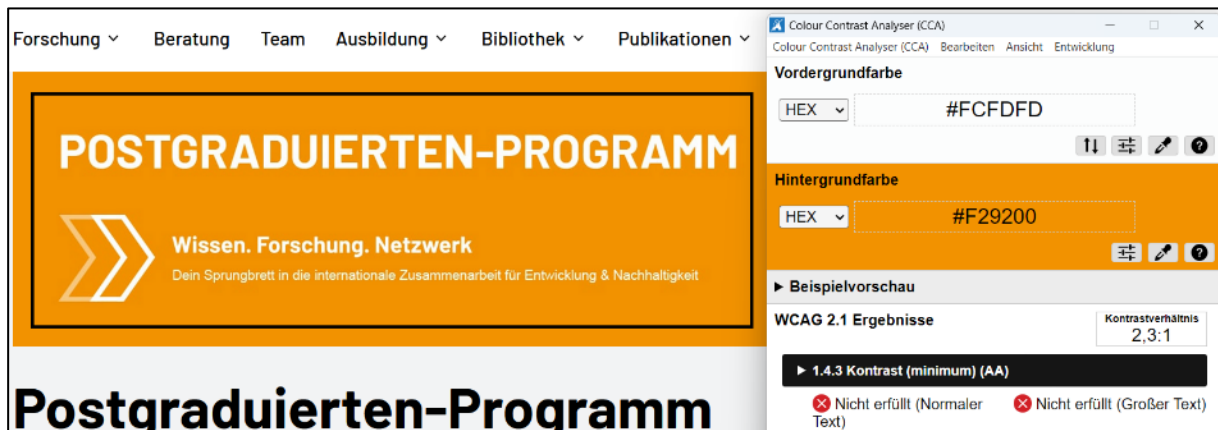 Forschung Beratung Team Ausbildung Bibliothek Publikationen
POSTGRADUIERTEN-PROGRAMM
Wissen. Forschung. Netzwerk
Dein Sprungbrett in die internationale Zusammenarbeit für Entwicklung & Nachhaltigkeit
Postgraduierten-Programm
Colour Contrast Analyser (CCA)
Colour Contrast Analyser (CCA) Bearbeiten Ansicht Entwicklung
Vordergrundfarbe
HEX #FCFDFD
Hintergrundfarbe
HEX #F29200
Beispielvorschau
WCAG 2.1 Ergebnisse
Kontrastverhältnis
2,3:1
1.4.3 Kontrast (minimum) (AA)
Nicht erfüllt (Normaler
Text)
Nicht erfüllt (Großer Text)